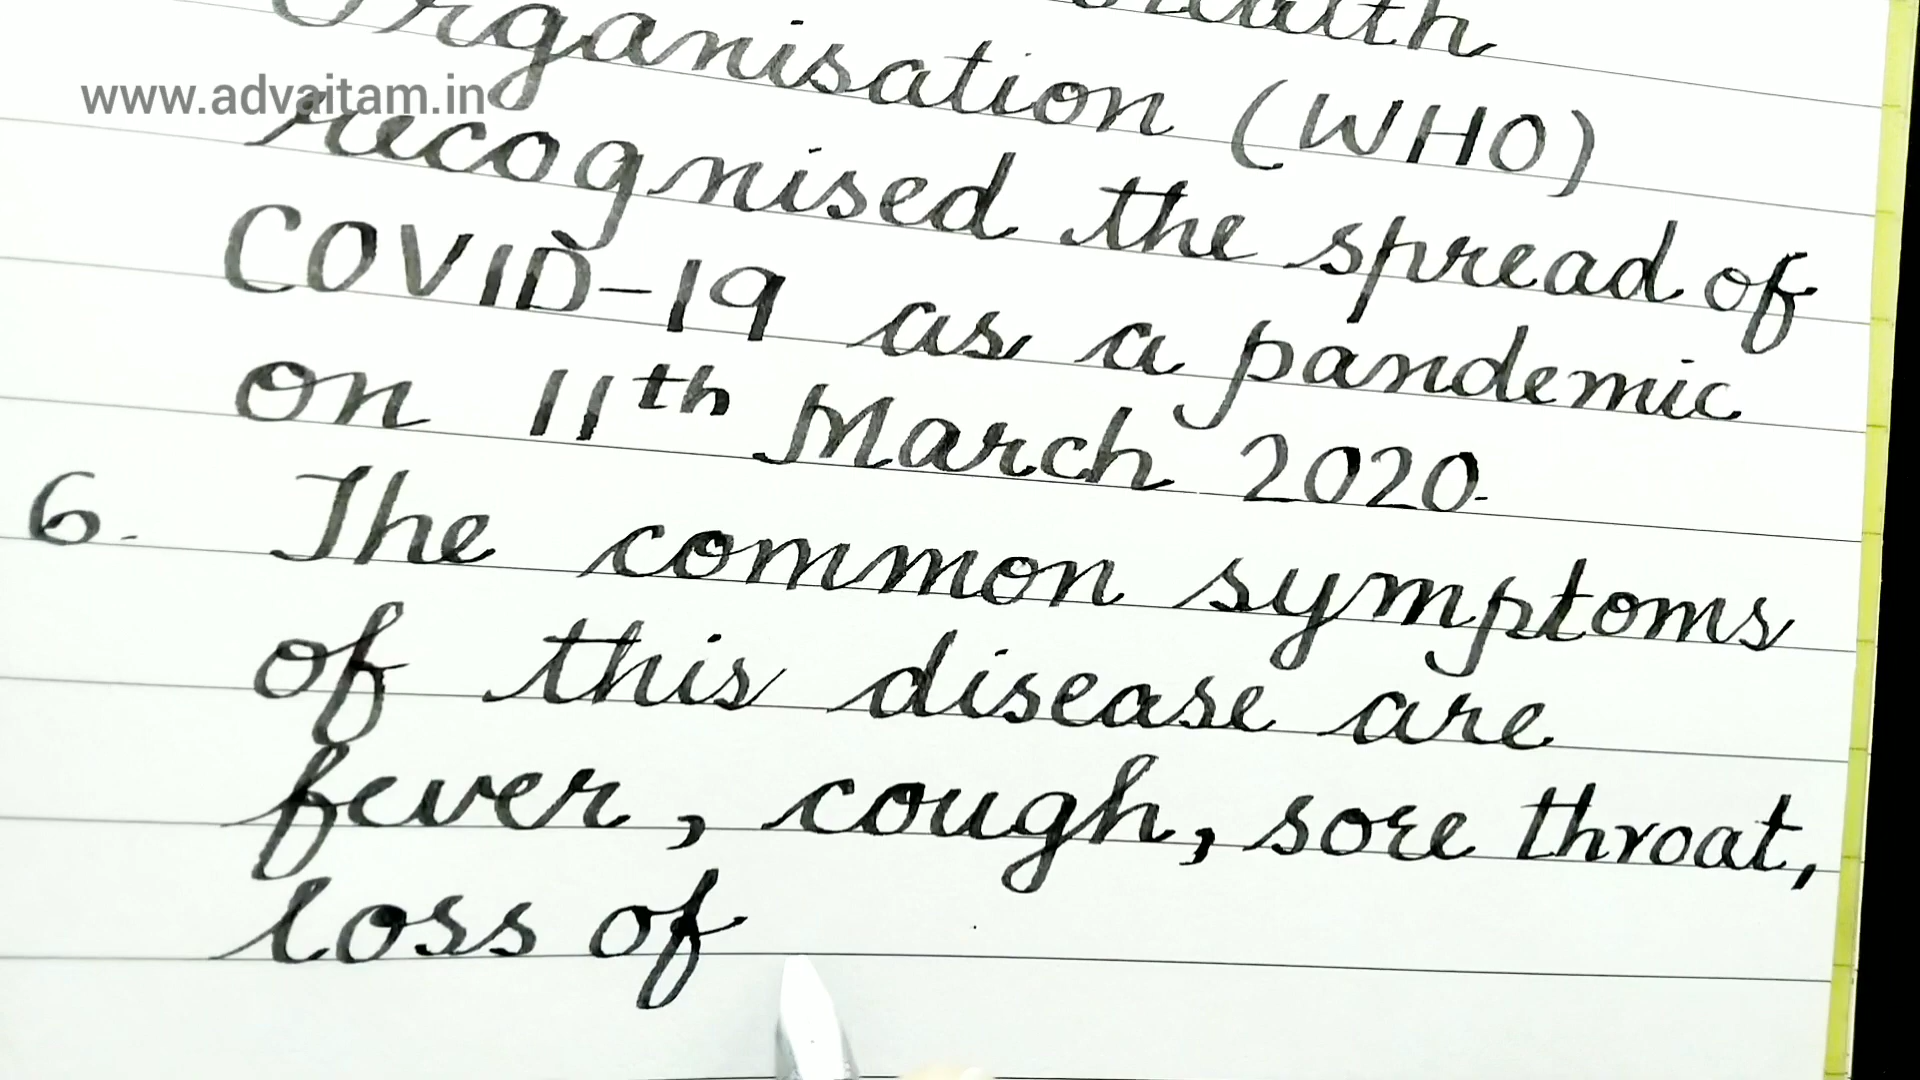 Health
Organisation (WHO)
www.advaitam.in
recognised the spread of
COVID-19 as a pandemic
on 11th March 2020.
6. The common symptoms
of this disease are
fever, cough, sore throat,
loss of